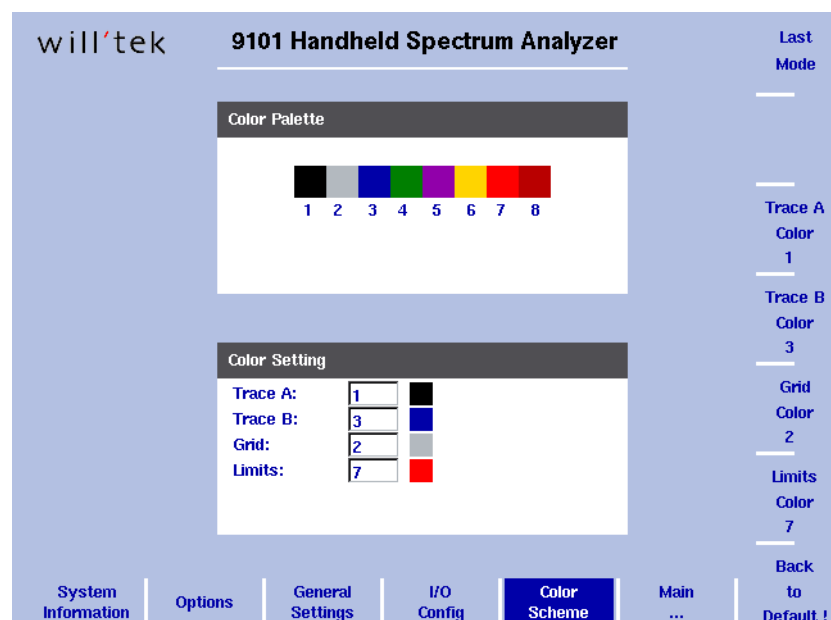 will'tek
9101 Handheld Spectrum Analyzer
Last
Mode
Color Palette
1 2 3 4 5 6 7 8
Trace A
Color
1
Trace B
Color
3
Color Setting
Trace A: 1
Trace B: 3
Grid: 2
Limits: 7
Grid
Color
2
Limits
Color
7
Back
to
Default !
System
Information
Options
General
Settings
I/O
Config
Color
Scheme
Main
...